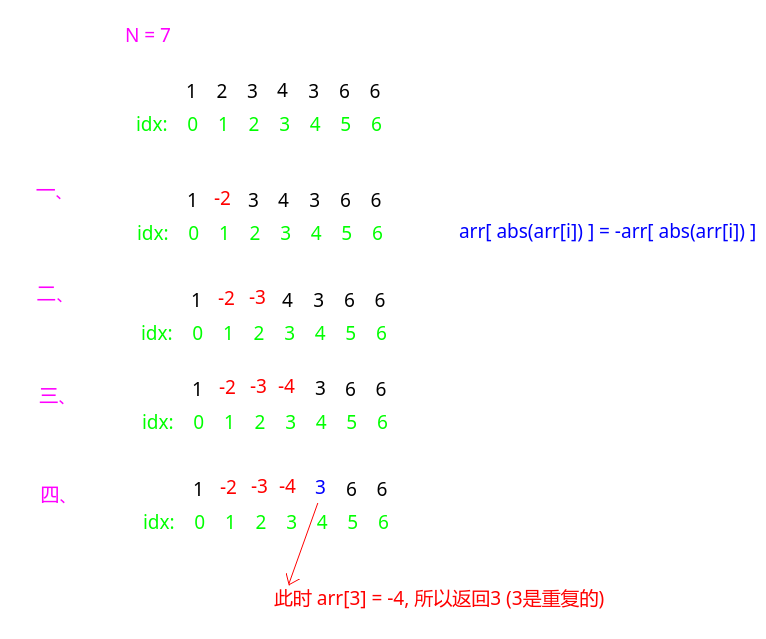 N = 7
1 2 3 4 3 6 6
idx: 0 1 2 3 4 5 6
一、
1 -2 3 4 3 6 6
idx: 0 1 2 3 4 5 6
arr[ abs(arr[i]) ] = -arr[ abs(arr[i]) ]
二、
1 -2 -3 4 3 6 6
idx: 0 1 2 3 4 5 6
三、
1 -2 -3 -4 3 6 6
idx: 0 1 2 3 4 5 6
四、
1 -2 -3 -4 3 6 6
idx: 0 1 2 3 4 5 6
此时 arr[3] = -4, 所以返回3 (3是重复的)